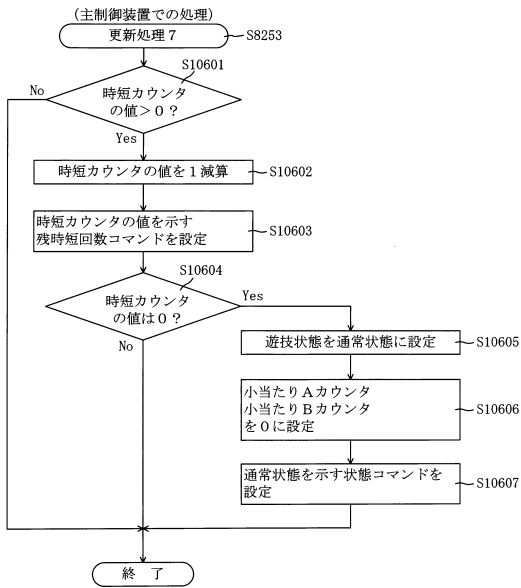 (主制御装置での処理)
更新処理7
S8253
S10601
No
時短カウンタ
の値>0?
Yes
時短カウンタの値を1減算
S10602
時短カウンタの値を示す
残時短回数コマンドを設定
S10603
S10604
時短カウンタ
の値は0?
Yes
No
遊技状態を通常状態に設定
S10605
小当たりAカウンタ
小当たりBカウンタ
を0に設定
S10606
通常状態を示す状態コマンドを
設定
S10607
終 了